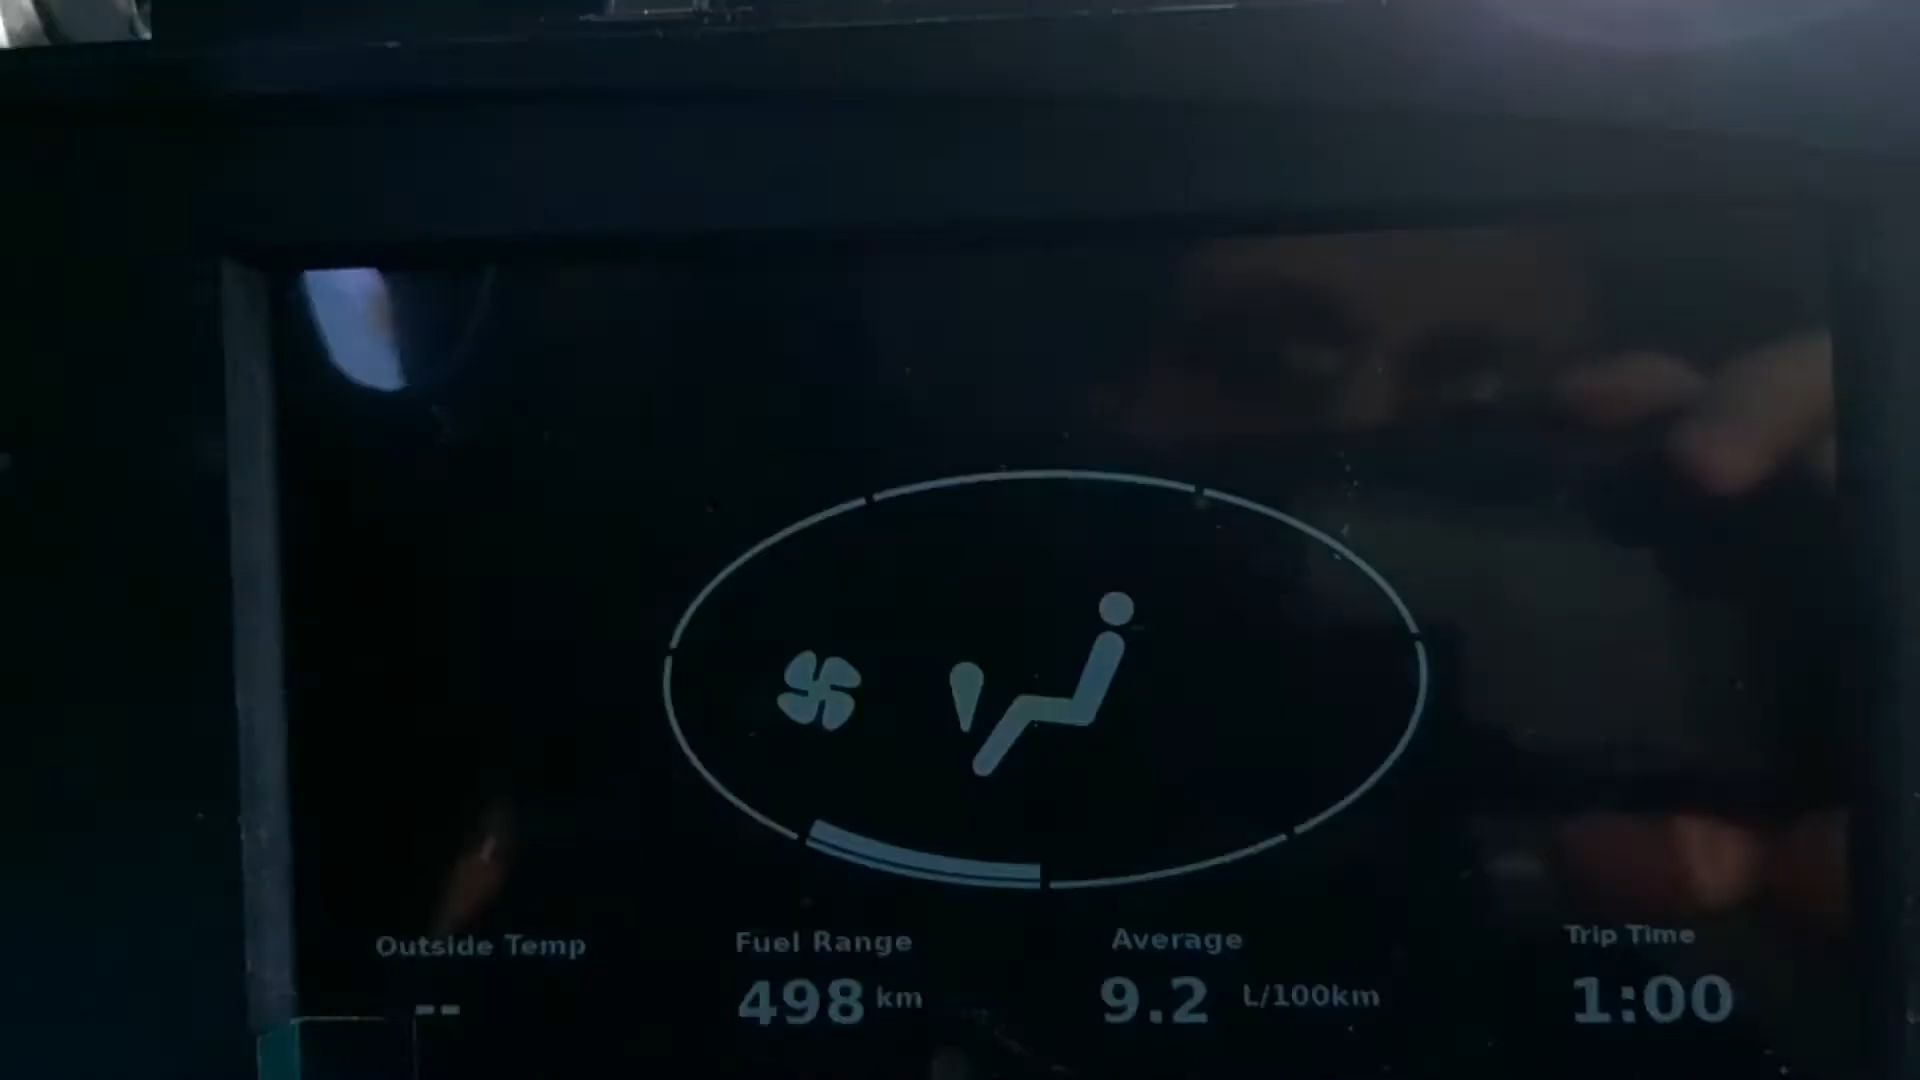 Outside Temp Fuel Range Average Trip Time
-- 498 km 9.2 L/100km 1:00